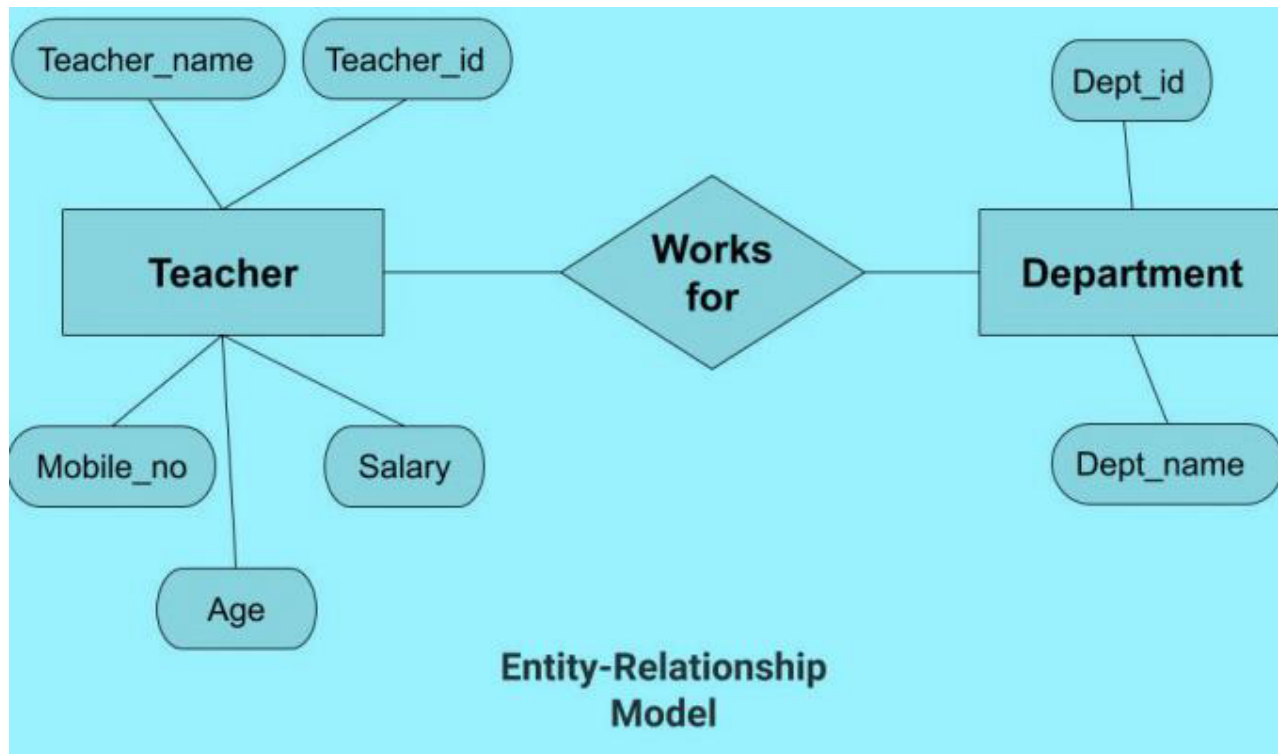 Teacher_name
Teacher_id
Dept_id
Teacher
Works
for
Department
Mobile_no
Salary
Dept_name
Age
Entity-Relationship
Model